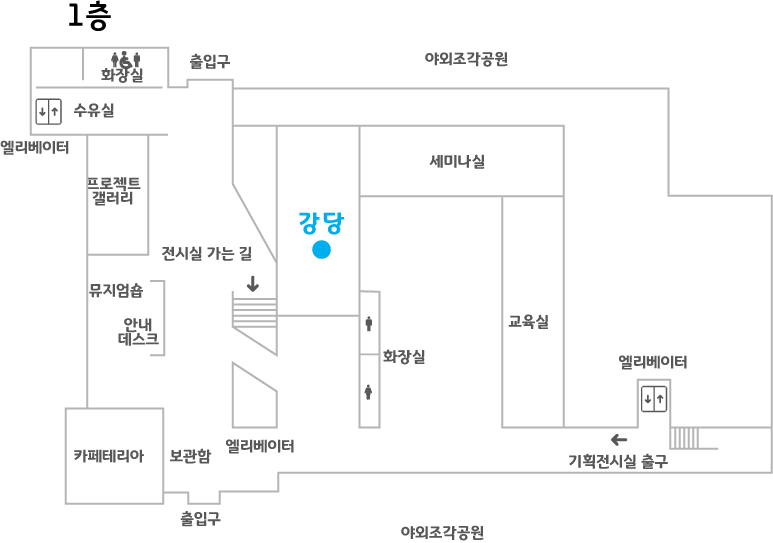 1층
야외조각공원
출입구
화장실
수유실
엘리베이터
세미나실
프로젝트
갤러리
강당
전시실 가는 길
뮤지엄숍
안내
데스크
교육실
화장실
엘리베이터
엘리베이터
카페테리아
보관함
기획전시실 출구
출입구
야외조각공원